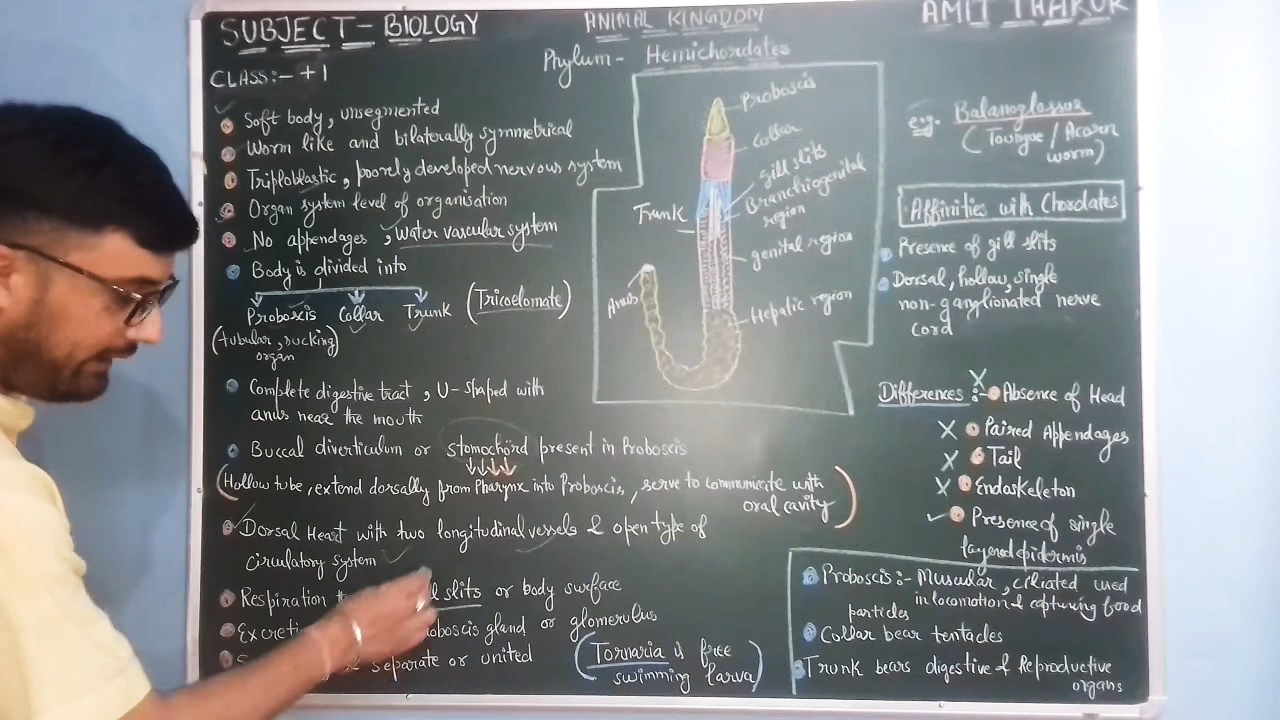 SUBJECT - BIOLOGY
ANIMAL KINGDOM
AMIT THAKUR
CLASS:- +1
Phylum - Hemichordates
Soft body, unsegmented
Worm like and bilaterally symmetrical
Triploblastic, poorly developed nervous system
Organ system level of organisation
No appendages, Water vascular system
Body is divided into
Proboscis Collar Trunk (Tricoelomate)
(tubular, sucking
organ)
Complete digestive tract, U-shaped with
anus near the mouth
Buccal diverticulum or stomochord present in Proboscis
(Hollow tube, extend dorsally from Pharynx into Proboscis, serve to communicate with
oral cavity)
Dorsal Heart with two longitudinal vessels & open type of
circulatory system
Respiration slits or body surface
gland or glomerulus
separate or united
(Tornaria is free
swimming larva)
Proboscis
Collar
Gill slits
Branchiogenital
region
Trunk
genital region
Anus
Hepatic region
eg. Balanoglossus
(Toungue / Acorn
worm)
Affinities with Chordates
Presence of gill slits
Dorsal, hollow, single
non-ganglionated nerve
cord
Differences :- Absence of Head
X Paired Appendages
X Tail
X Endoskeleton
Presence of single
layered epidermis
Proboscis:- Muscular, ciliated used
in locomotion & capturing food
particles
Collar bear tentacles
Trunk bears digestive & Reproductive
organs